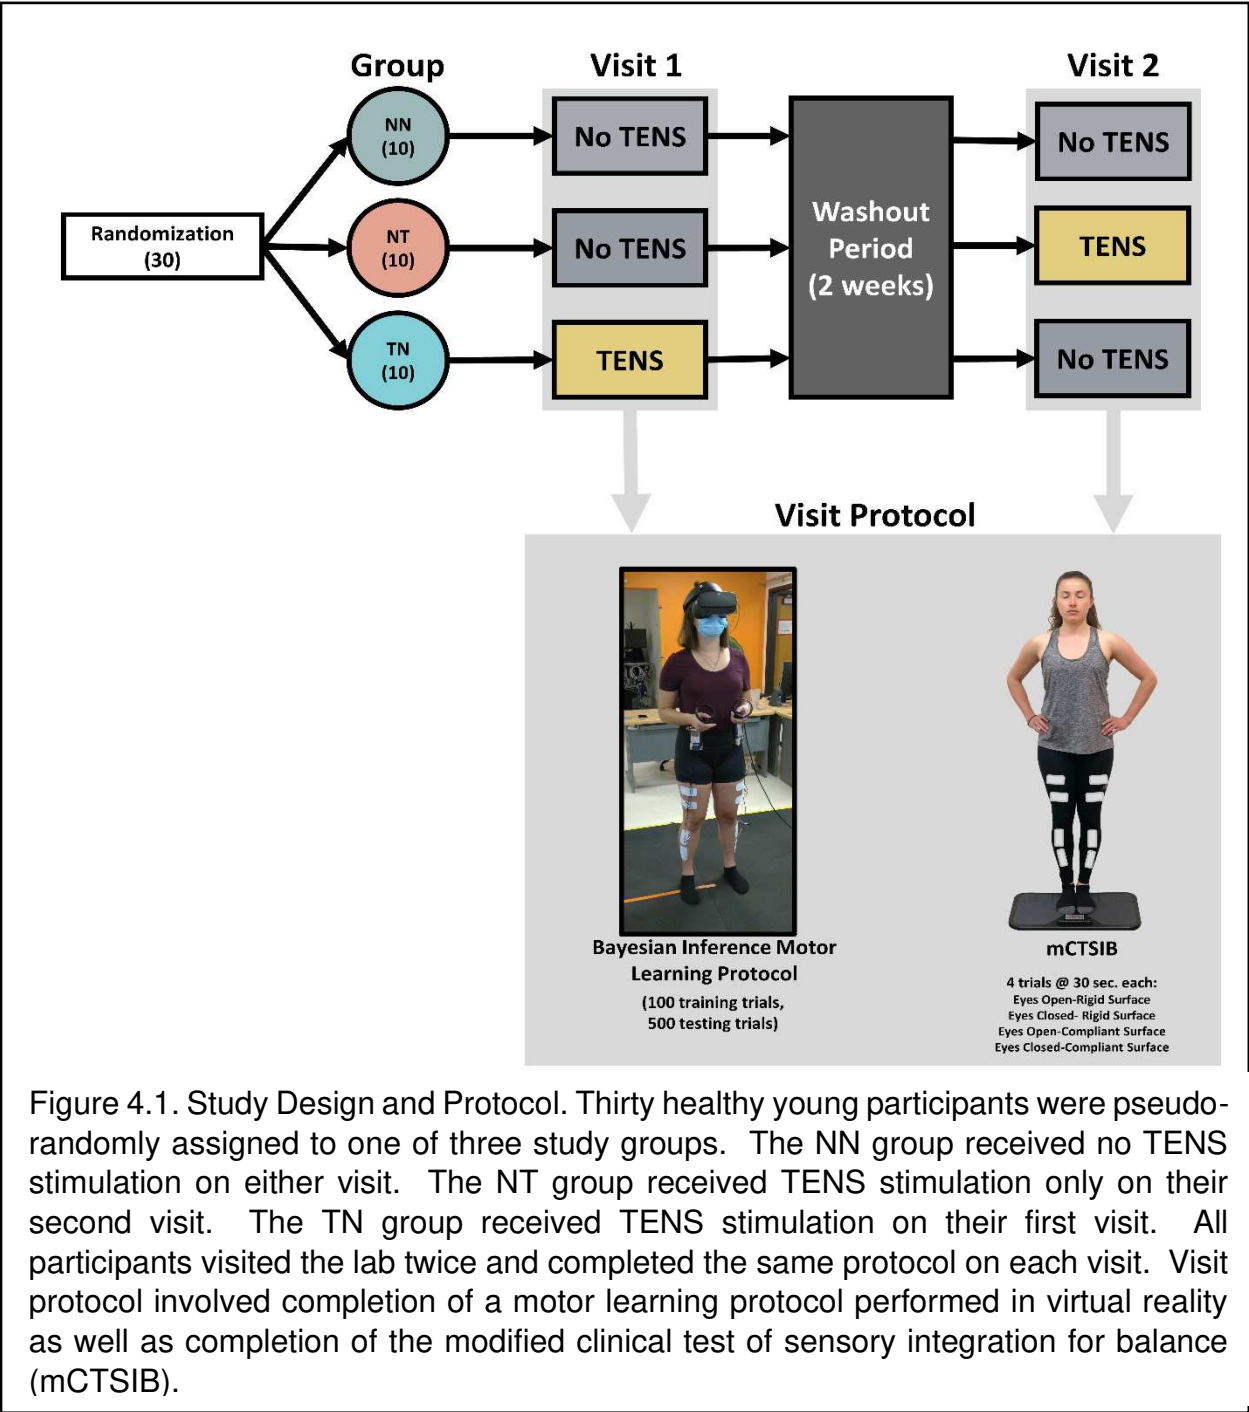 Group
Visit 1
Visit 2
NN
(10)
No TENS
No TENS
Randomization
(30)
NT
(10)
No TENS
Washout
Period
(2 weeks)
TENS
TN
(10)
TENS
No TENS
Visit Protocol
Bayesian Inference Motor
Learning Protocol
(100 training trials,
500 testing trials)
mCTSIB
4 trials @ 30 sec. each:
Eyes Open-Rigid Surface
Eyes Closed- Rigid Surface
Eyes Open-Compliant Surface
Eyes Closed-Compliant Surface
Figure 4.1. Study Design and Protocol. Thirty healthy young participants were pseudo-
randomly assigned to one of three study groups. The NN group received no TENS
stimulation on either visit. The NT group received TENS stimulation only on their
second visit. The TN group received TENS stimulation on their first visit. All
participants visited the lab twice and completed the same protocol on each visit. Visit
protocol involved completion of a motor learning protocol performed in virtual reality
as well as completion of the modified clinical test of sensory integration for balance
(mCTSIB).